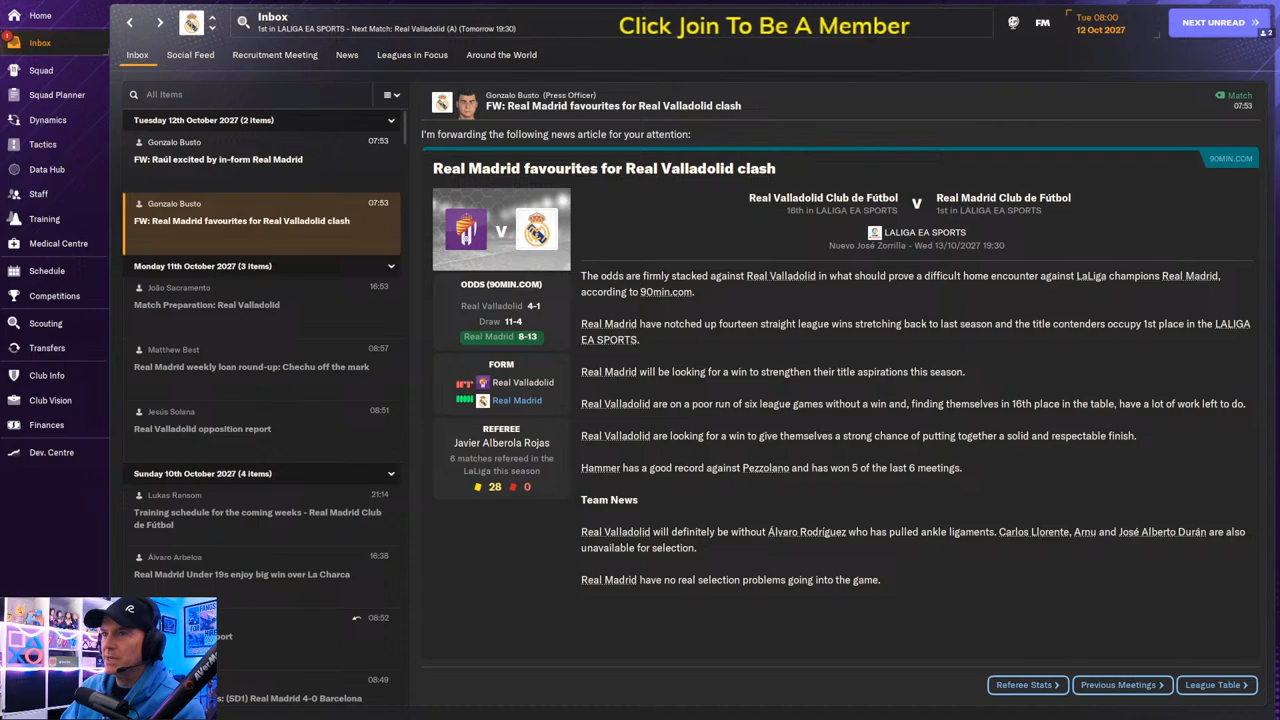 Home
Inbox
Squad
Squad Planner
Dynamics
Tactics
Data Hub
Staff
Training
Medical Centre
Schedule
Competitions
Scouting
Transfers
Club Info
Club Vision
Finances
Dev. Centre
Inbox
1st in LALIGA EA SPORTS - Next Match: Real Valladolid (A) (Tomorrow 19:30)
Click Join To Be A Member
FM
Tue 08:00
12 Oct 2027
NEXT UNREAD
2
Inbox Social Feed Recruitment Meeting News Leagues in Focus Around the World
All Items
Tuesday 12th October 2027 (2 items)
Gonzalo Busto 07:53
FW: Raúl excited by in-form Real Madrid
Gonzalo Busto 07:53
FW: Real Madrid favourites for Real Valladolid clash
Monday 11th October 2027 (3 items)
João Sacramento 16:53
Match Preparation: Real Valladolid
Matthew Best 08:57
Real Madrid weekly loan round-up: Chechu off the mark
Jesús Solana 08:51
Real Valladolid opposition report
Sunday 10th October 2027 (4 items)
Lukas Ransom 21:14
Training schedule for the coming weeks - Real Madrid Club
de Fútbol
Álvaro Arbeloa 16:38
Real Madrid Under 19s enjoy big win over La Charca
08:52
port
08:49
: (SD1) Real Madrid 4-0 Barcelona
Gonzalo Busto (Press Officer)
FW: Real Madrid favourites for Real Valladolid clash
Match
07:53
I'm forwarding the following news article for your attention:
90MIN.COM
Real Madrid favourites for Real Valladolid clash
V
Real Valladolid Club de Fútbol V Real Madrid Club de Fútbol
16th in LALIGA EA SPORTS 1st in LALIGA EA SPORTS
LALIGA EA SPORTS
Nuevo José Zorrilla - Wed 13/10/2027 19:30
ODDS (90MIN.COM)
Real Valladolid 4-1
Draw 11-4
Real Madrid 8-13
FORM
Real Valladolid
Real Madrid
REFEREE
Javier Alberola Rojas
6 matches refereed in the
LaLiga this season
28 0
The odds are firmly stacked against Real Valladolid in what should prove a difficult home encounter against LaLiga champions Real Madrid,
according to 90min.com.
Real Madrid have notched up fourteen straight league wins stretching back to last season and the title contenders occupy 1st place in the LALIGA
EA SPORTS.
Real Madrid will be looking for a win to strengthen their title aspirations this season.
Real Valladolid are on a poor run of six league games without a win and, finding themselves in 16th place in the table, have a lot of work left to do.
Real Valladolid are looking for a win to give themselves a strong chance of putting together a solid and respectable finish.
Hammer has a good record against Pezzolano and has won 5 of the last 6 meetings.
Team News
Real Valladolid will definitely be without Álvaro Rodríguez who has pulled ankle ligaments. Carlos Llorente, Arnu and José Alberto Durán are also
unavailable for selection.
Real Madrid have no real selection problems going into the game.
Referee Stats Previous Meetings League Table